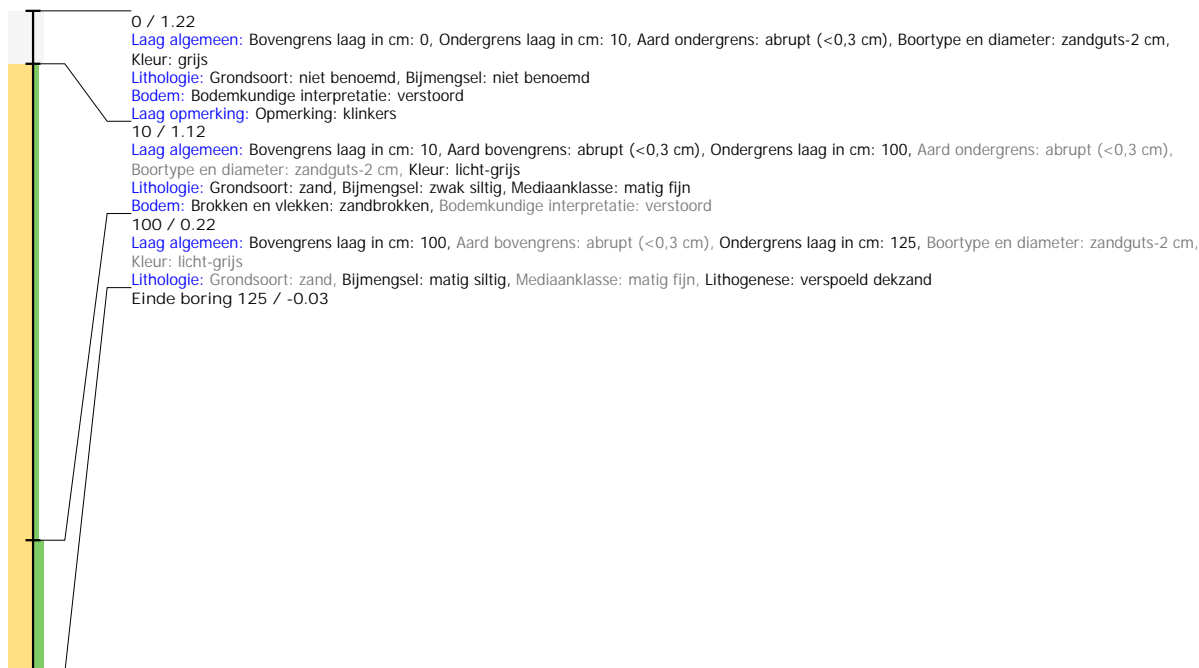 0 / 1.22
Laag algemeen: Bovengrens laag in cm: 0, Ondergrens laag in cm: 10, Aard ondergrens: abrupt (<0,3 cm), Boortype en diameter: zandguts-2 cm,
Kleur: grijs
Lithologie: Grondsoort: niet benoemd, Bijmengsel: niet benoemd
Bodem: Bodemkundige interpretatie: verstoord
Laag opmerking: Opmerking: klinkers
10 / 1.12
Laag algemeen: Bovengrens laag in cm: 10, Aard bovengrens: abrupt (<0,3 cm), Ondergrens laag in cm: 100, Aard ondergrens: abrupt (<0,3 cm),
Boortype en diameter: zandguts-2 cm, Kleur: licht-grijs
Lithologie: Grondsoort: zand, Bijmengsel: zwak siltig, Mediaanklasse: matig fijn
Bodem: Brokken en vlekken: zandbrokken, Bodemkundige interpretatie: verstoord
100 / 0.22
Laag algemeen: Bovengrens laag in cm: 100, Aard bovengrens: abrupt (<0,3 cm), Ondergrens laag in cm: 125, Boortype en diameter: zandguts-2 cm,
Kleur: licht-grijs
Lithologie: Grondsoort: zand, Bijmengsel: matig siltig, Mediaanklasse: matig fijn, Lithogenese: verspoeld dekzand
Einde boring 125 / -0.03